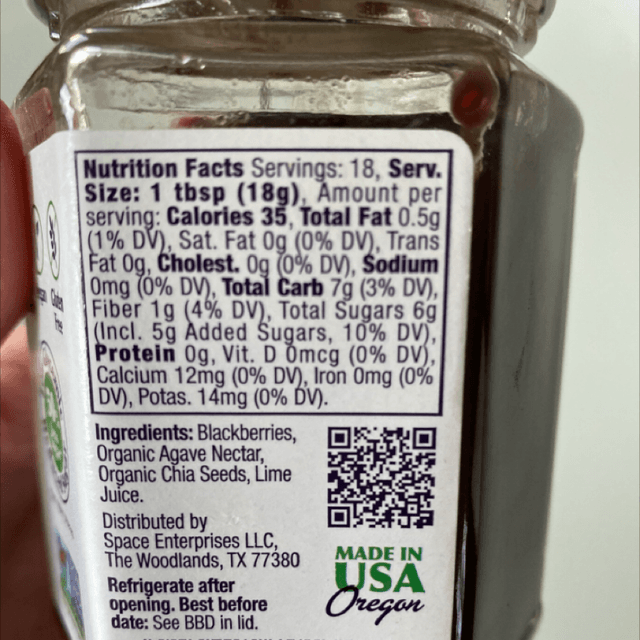 Nutrition Facts Servings: 18, Serv.
Size: 1 tbsp (18g), Amount per
serving: Calories 35, Total Fat 0.5g
(1% DV), Sat. Fat 0g (0% DV), Trans
Fat 0g, Cholest. 0g (0% DV), Sodium
0mg (0% DV), Total Carb 7g (3% DV),
Fiber 1g (4% DV), Total Sugars 6g
(Incl. 5g Added Sugars, 10% DV),
Protein 0g, Vit. D 0mcg (0% DV),
Calcium 12mg (0% DV), Iron 0mg (0%
DV), Potas. 14mg (0% DV).
Gluten
Free
Ingredients: Blackberries,
Organic Agave Nectar,
Organic Chia Seeds, Lime
Juice.
Distributed by
Space Enterprises LLC,
The Woodlands, TX 77380
Refrigerate after
opening. Best before
date: See BBD in lid.
MADE IN
USA
Oregon